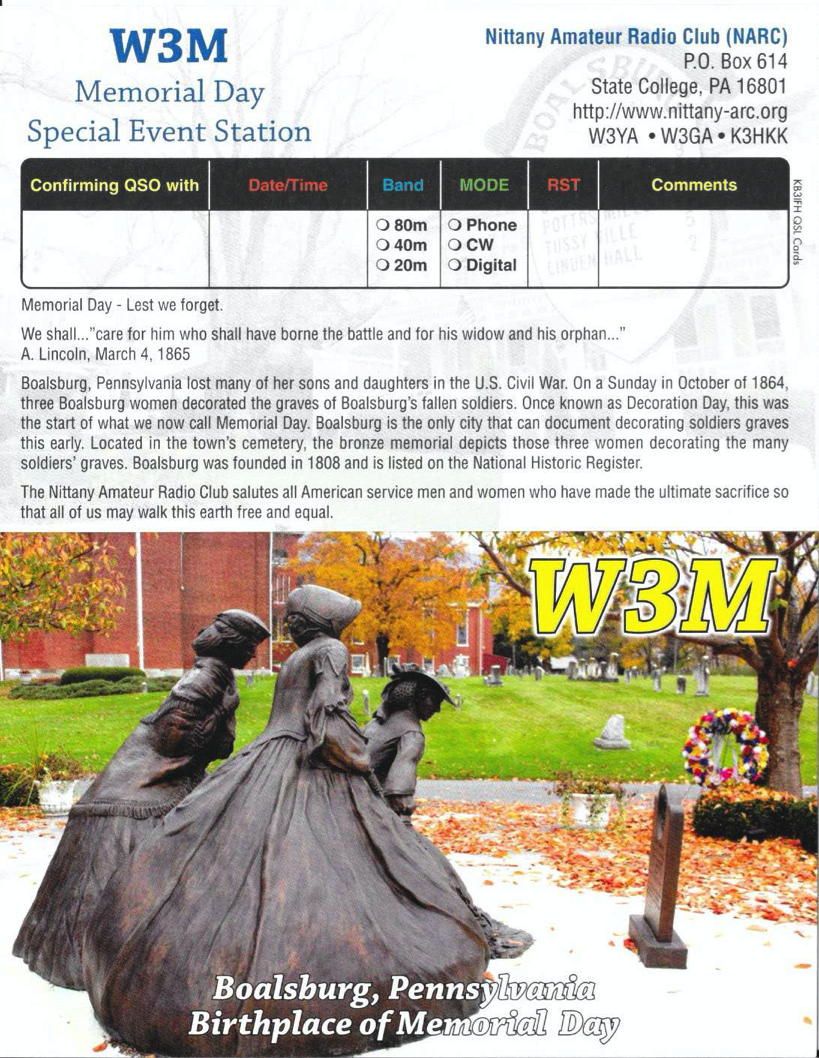 W3M
Memorial Day
Special Event Station
Nittany Amateur Radio Club (NARC)
P.O. Box 614
State College, PA 16801
http://www.nittany-arc.org
W3YA • W3GA • K3HKK
Confirming QSO with Date/Time Band MODE RST Comments
80m Phone
40m CW
20m Digital
KB3IFH QSL Cards
BOALSBURG
POTTRS MILLS 5
TUSSYVILLE 2
LINDEN HALL
Memorial Day - Lest we forget.
We shall..."care for him who shall have borne the battle and for his widow and his orphan..."
A. Lincoln, March 4, 1865
Boalsburg, Pennsylvania lost many of her sons and daughters in the U.S. Civil War. On a Sunday in October of 1864,
three Boalsburg women decorated the graves of Boalsburg's fallen soldiers. Once known as Decoration Day, this was
the start of what we now call Memorial Day. Boalsburg is the only city that can document decorating soldiers graves
this early. Located in the town's cemetery, the bronze memorial depicts those three women decorating the many
soldiers' graves. Boalsburg was founded in 1808 and is listed on the National Historic Register.
The Nittany Amateur Radio Club salutes all American service men and women who have made the ultimate sacrifice so
that all of us may walk this earth free and equal.
W3M
Boalsburg, Pennsylvania
Birthplace of Memorial Day